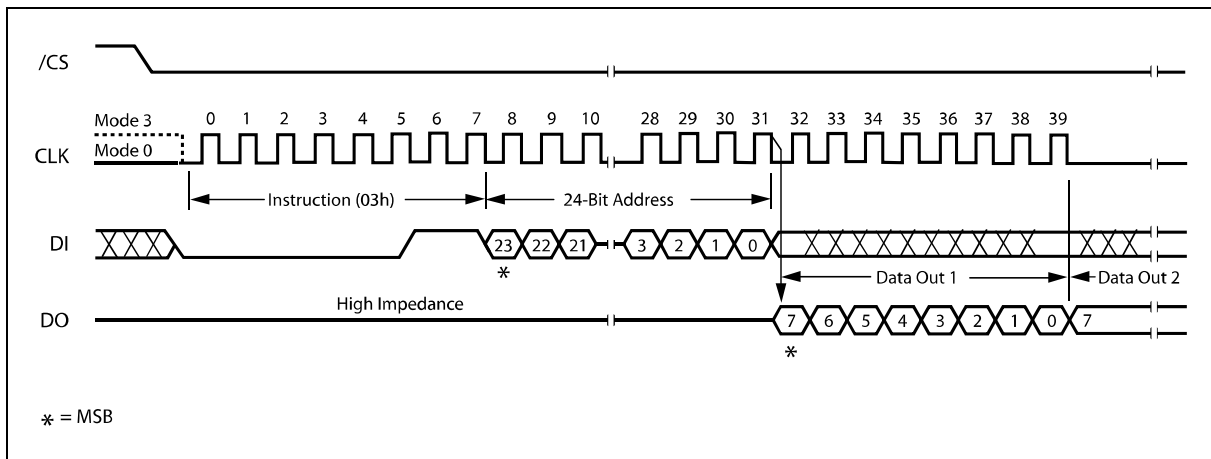 /CS
Mode 3
0 1 2 3 4 5 6 7 8 9 10 28 29 30 31 32 33 34 35 36 37 38 39
CLK
Mode 0
Instruction (03h) 24-Bit Address
DI
23 22 21 3 2 1 0
*
Data Out 1 Data Out 2
High Impedance
DO
7 6 5 4 3 2 1 0 7
*
* = MSB